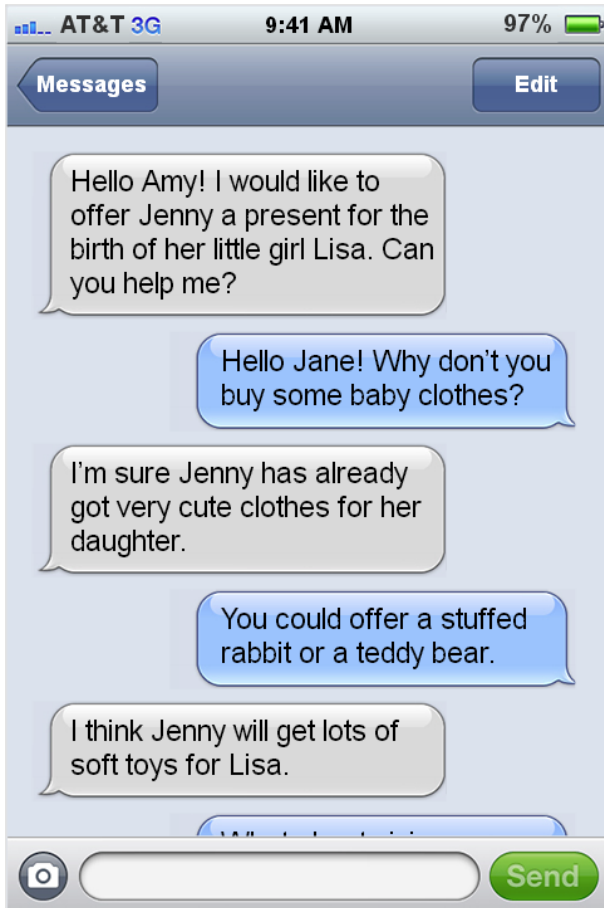 AT&T 3G 9:41 AM 97%
Messages Edit
Hello Amy! I would like to
offer Jenny a present for the
birth of her little girl Lisa. Can
you help me?
Hello Jane! Why don't you
buy some baby clothes?
I'm sure Jenny has already
got very cute clothes for her
daughter.
You could offer a stuffed
rabbit or a teddy bear.
I think Jenny will get lots of
soft toys for Lisa.
Send